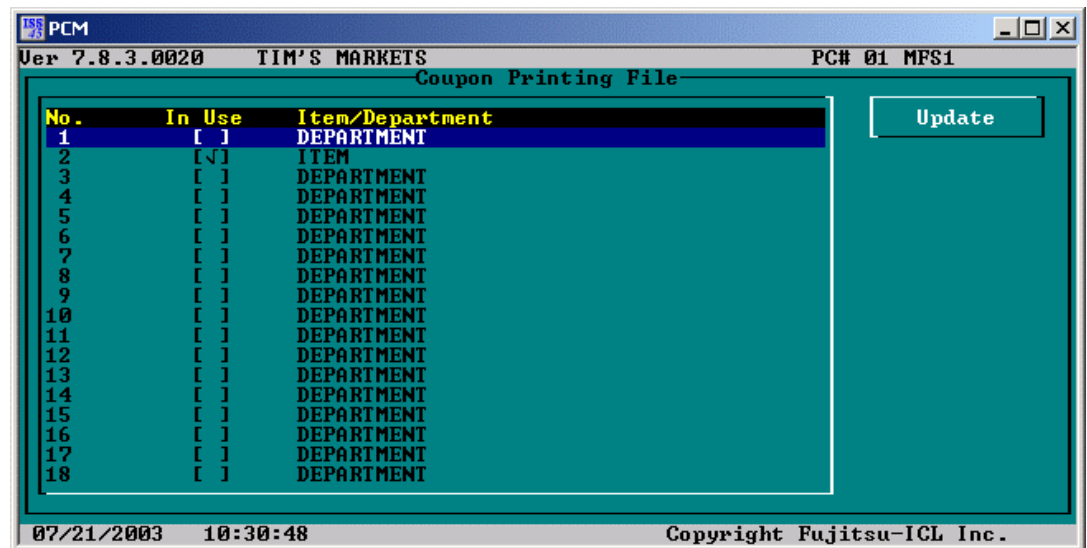 ISS 45 PCM
Ver 7.8.3.0020 TIM'S MARKETS PC# 01 MFS1
Coupon Printing File
No. In Use Item/Department
1 [ ] DEPARTMENT
2 [√] ITEM
3 [ ] DEPARTMENT
4 [ ] DEPARTMENT
5 [ ] DEPARTMENT
6 [ ] DEPARTMENT
7 [ ] DEPARTMENT
8 [ ] DEPARTMENT
9 [ ] DEPARTMENT
10 [ ] DEPARTMENT
11 [ ] DEPARTMENT
12 [ ] DEPARTMENT
13 [ ] DEPARTMENT
14 [ ] DEPARTMENT
15 [ ] DEPARTMENT
16 [ ] DEPARTMENT
17 [ ] DEPARTMENT
18 [ ] DEPARTMENT
Update
07/21/2003 10:30:48 Copyright Fujitsu-ICL Inc.